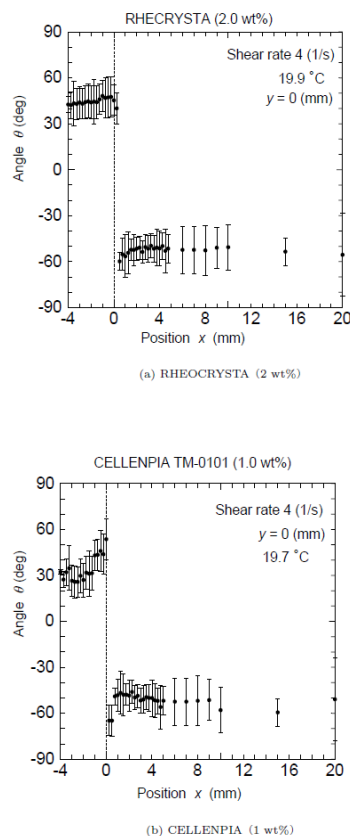 RHECRYSTA (2.0 wt%)
90
60
30
0
-30
-60
-90
Angle θ (deg)
Shear rate 4 (1/s)
19.9 ˚C
y = 0 (mm)
-4 0 4 8 12 16 20
Position x (mm)
(a) RHEOCRYSTA (2 wt%)
CELLENPIA TM-0101 (1.0 wt%)
90
60
30
0
-30
-60
-90
Angle θ (deg)
Shear rate 4 (1/s)
y = 0 (mm)
19.7 ˚C
-4 0 4 8 12 16 20
Position x (mm)
(b) CELLENPIA (1 wt%)